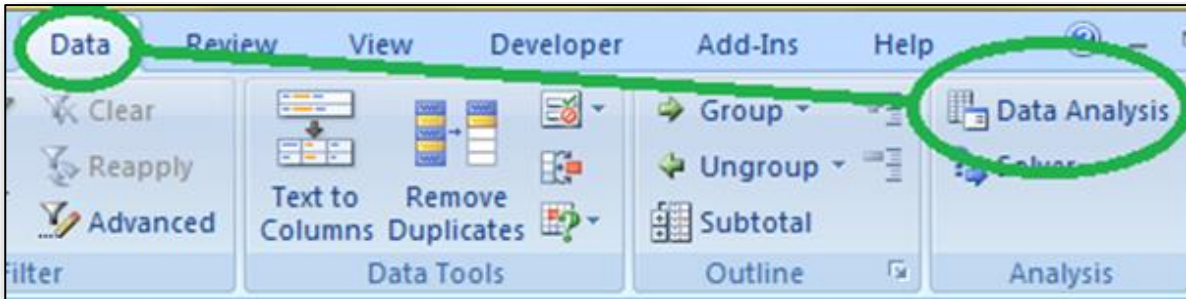 Data Review View Developer Add-Ins Help
Clear
Reapply
Advanced
Filter
Text to
Columns
Remove
Duplicates
Data Tools
Group
Ungroup
Subtotal
Outline
Data Analysis
Solver
Analysis